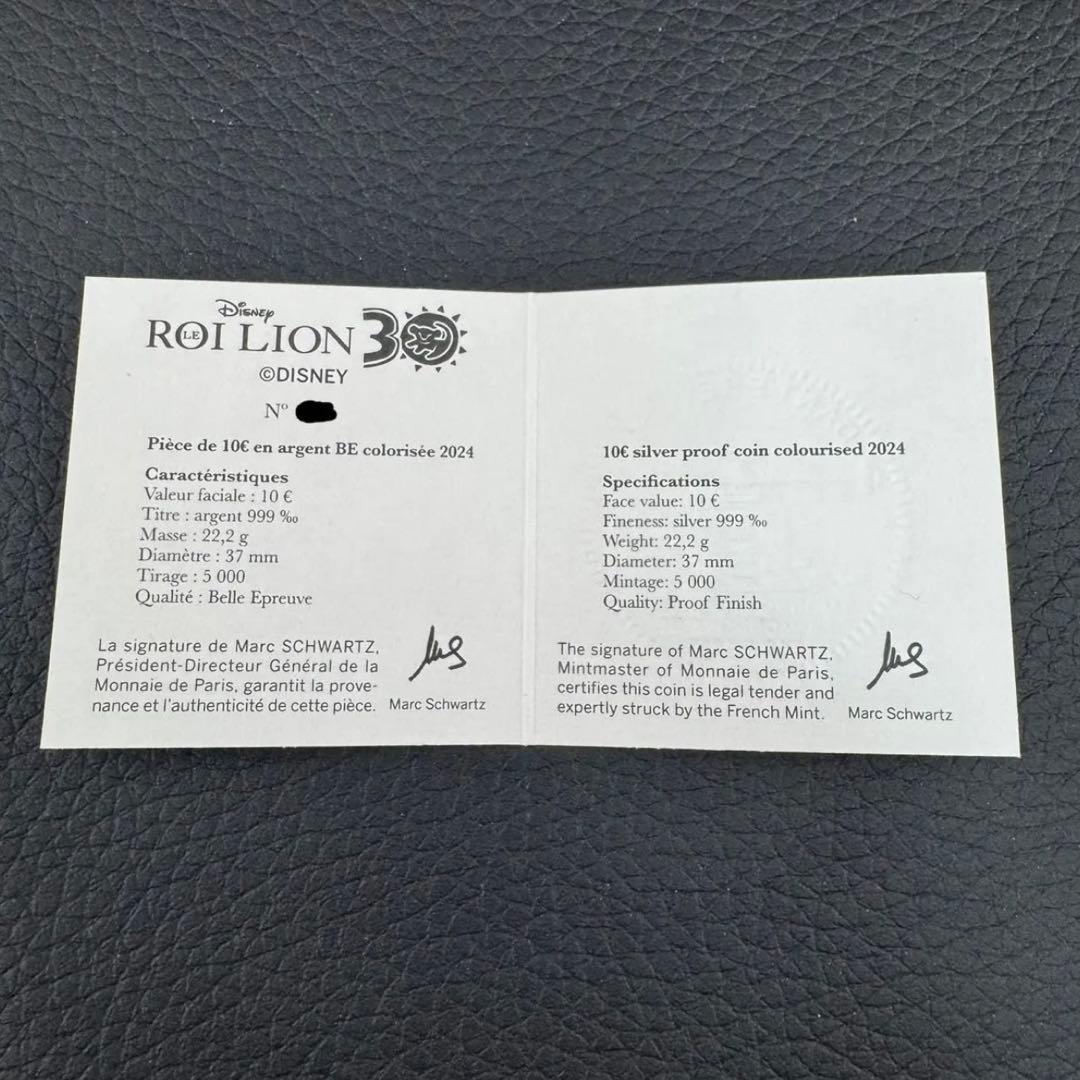 Disney
LE ROI LION 30
©DISNEY
Nº
Pièce de 10€ en argent BE colorisée 2024
Caractéristiques
Valeur faciale : 10 €
Titre : argent 999 ‰
Masse : 22,2 g
Diamètre : 37 mm
Tirage : 5 000
Qualité : Belle Epreuve
La signature de Marc SCHWARTZ,
Président-Directeur Général de la
Monnaie de Paris, garantit la prove-
nance et l'authenticité de cette pièce.
Marc Schwartz
10€ silver proof coin colourised 2024
Specifications
Face value: 10 €
Fineness: silver 999 ‰
Weight: 22,2 g
Diameter: 37 mm
Mintage: 5 000
Quality: Proof Finish
The signature of Marc SCHWARTZ,
Mintmaster of Monnaie de Paris,
certifies this coin is legal tender and
expertly struck by the French Mint.
Marc Schwartz